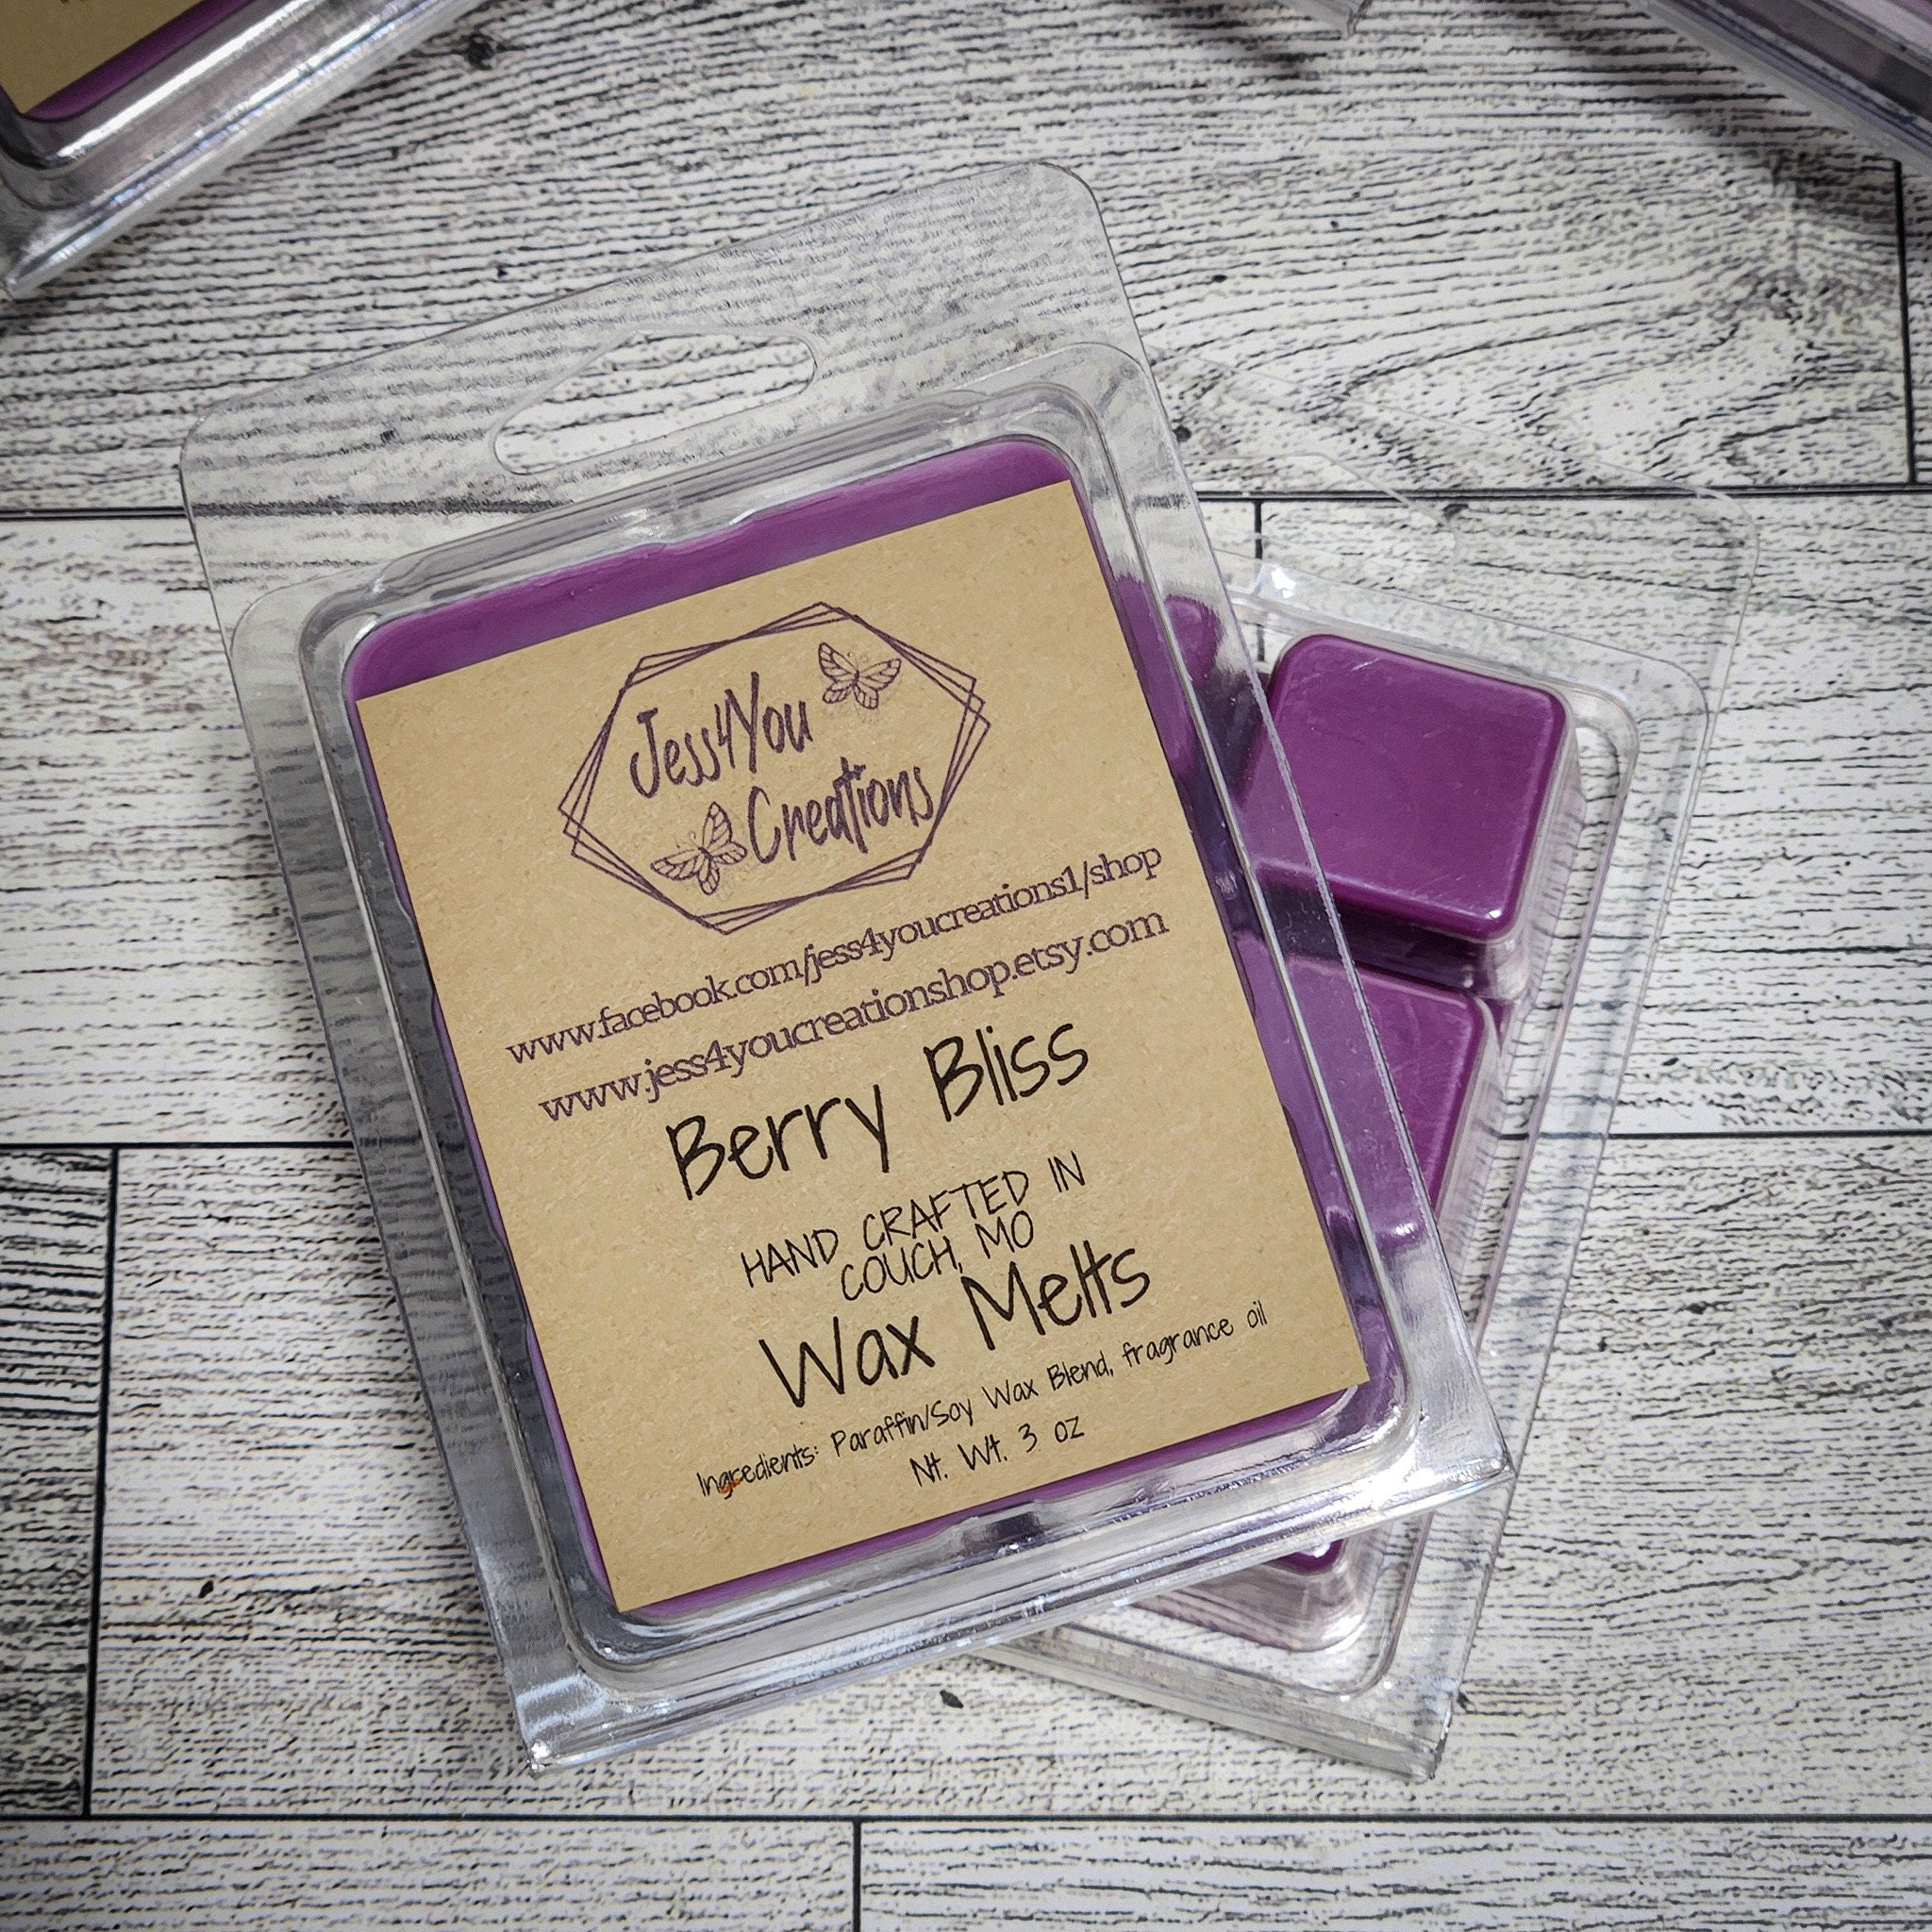 Jess4You
Creations
www.facebook.com/jess4youcreations1/shop
www.jess4youcreationshop.etsy.com
Berry Bliss
HAND CRAFTED IN
COUCH, MO
Wax Melts
Ingredients: Paraffin/Soy Wax Blend, fragrance oil
Nt. Wt. 3 oz